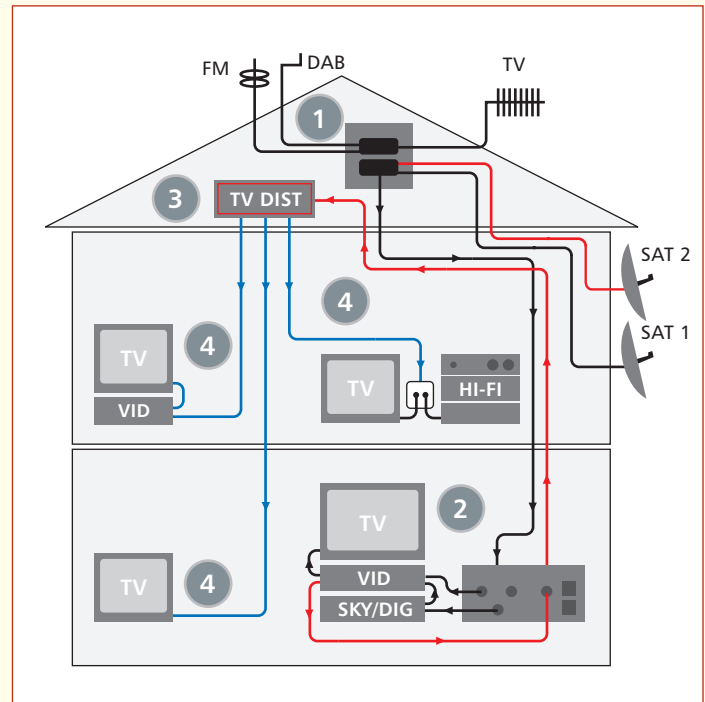 FM
DAB
TV
1
3
TV DIST
SAT 2
4
SAT 1
TV
4
VID
TV
HI-FI
TV
2
TV
4
VID
SKY/DIG